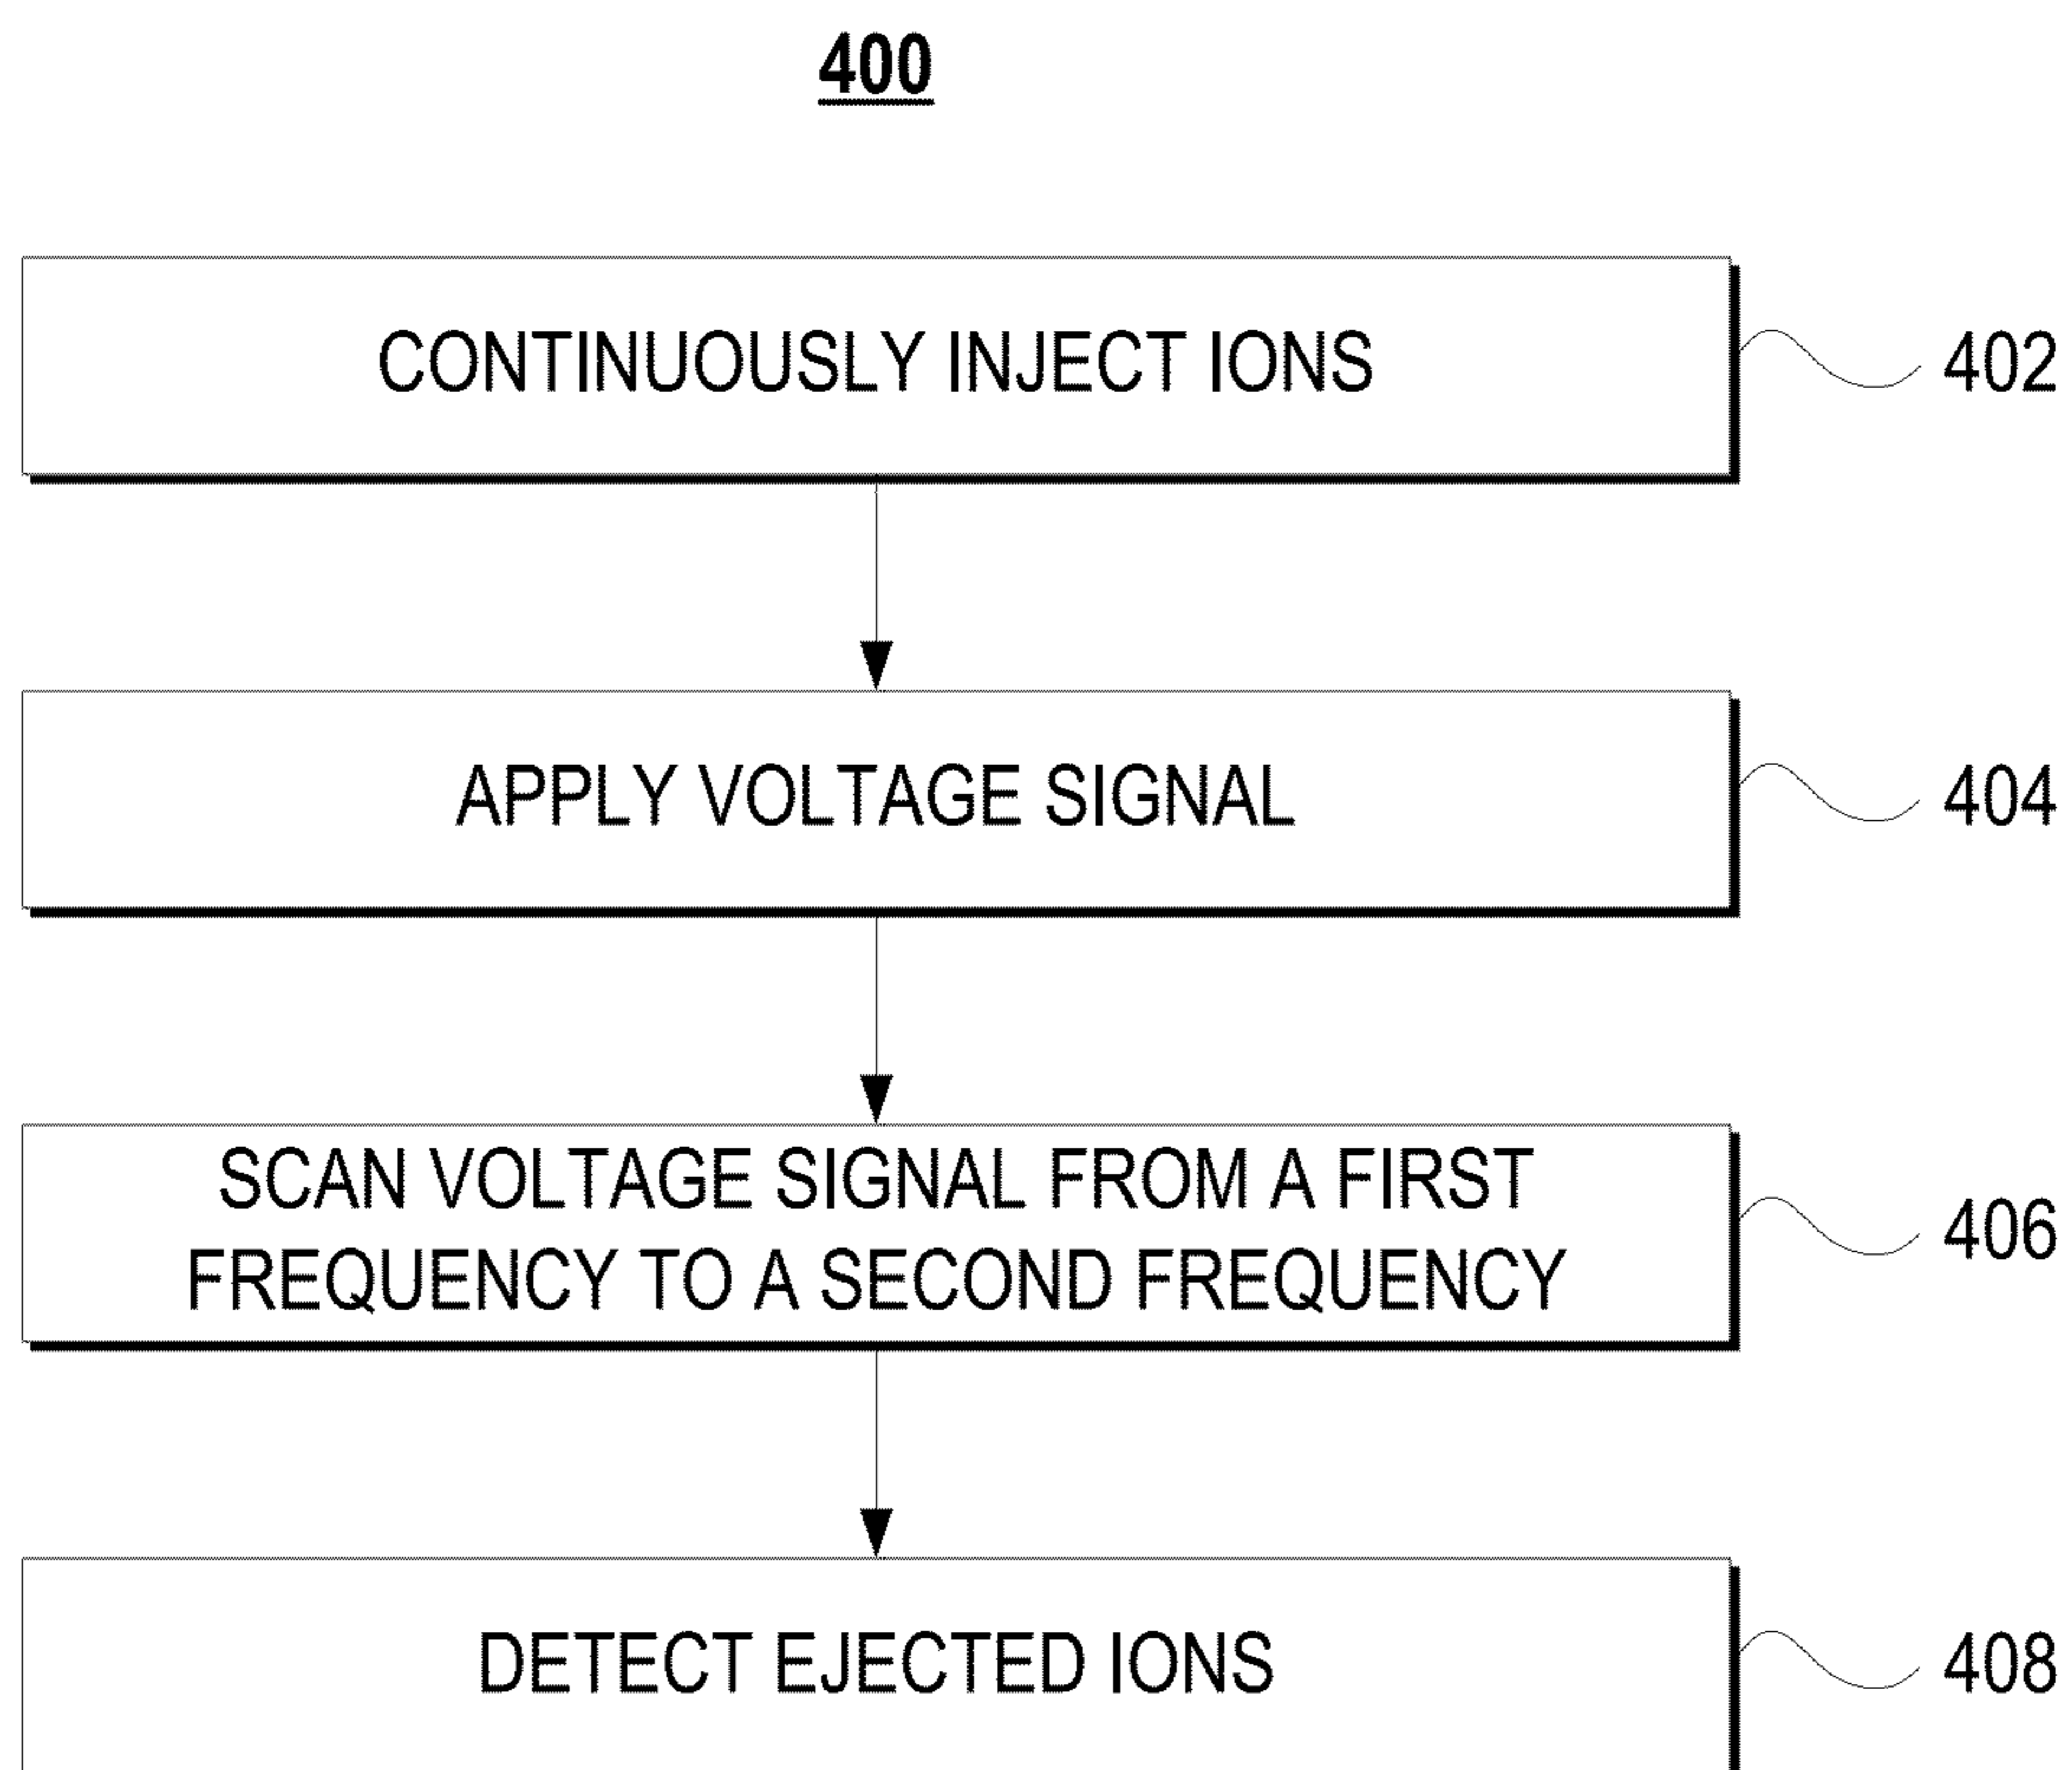 400
CONTINUOUSLY INJECT IONS
402
APPLY VOLTAGE SIGNAL
404
SCAN VOLTAGE SIGNAL FROM A FIRST
FREQUENCY TO A SECOND FREQUENCY
406
DETECT EJECTED IONS
408